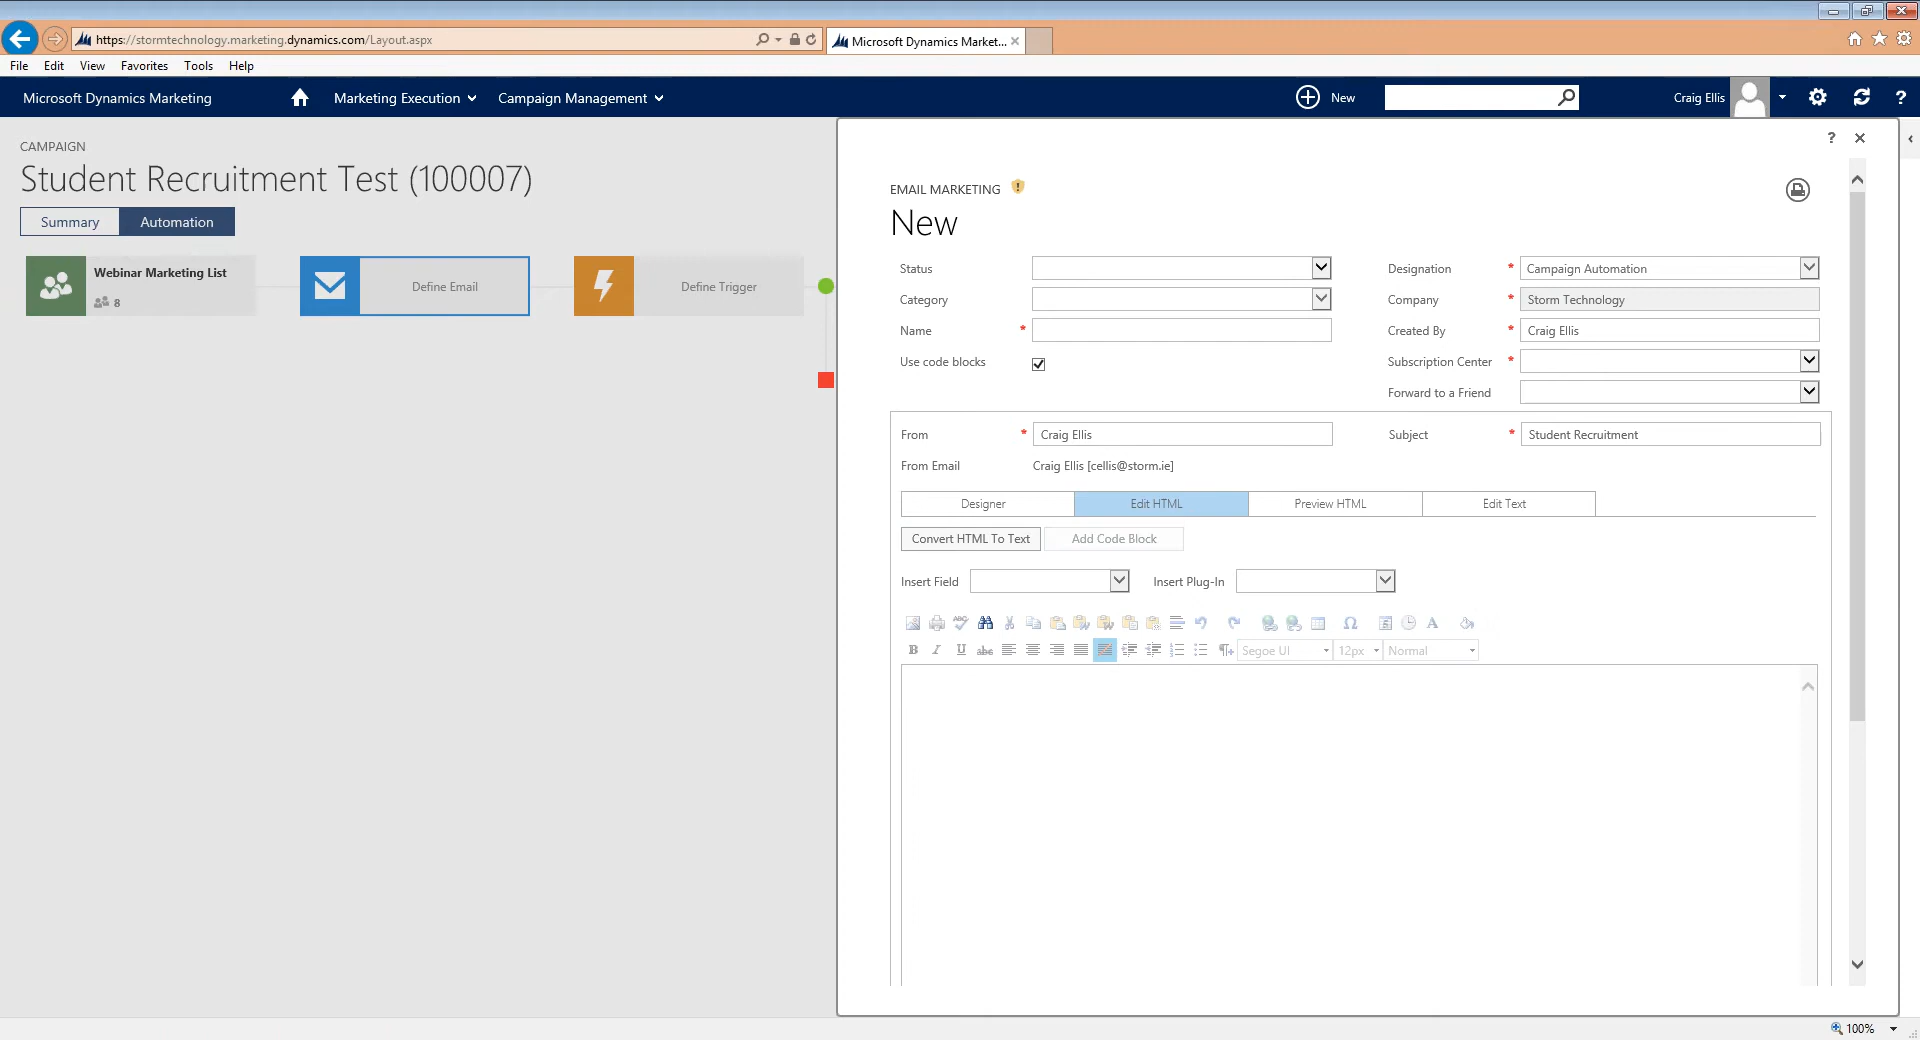 https://stormtechnology.marketing.dynamics.com/Layout.aspx
Microsoft Dynamics Market...
File Edit View Favorites Tools Help
Microsoft Dynamics Marketing
Marketing Execution
Campaign Management
New
Craig Ellis
?
CAMPAIGN
Student Recruitment Test (100007)
Summary
Automation
Webinar Marketing List
8
Define Email
Define Trigger
?
EMAIL MARKETING
New
Status
Designation * Campaign Automation
Category
Company * Storm Technology
Name *
Created By * Craig Ellis
Use code blocks
Subscription Center *
Forward to a Friend
From * Craig Ellis
Subject * Student Recruitment
From Email Craig Ellis [cellis@storm.ie]
Designer Edit HTML Preview HTML Edit Text
Convert HTML To Text Add Code Block
Insert Field Insert Plug-In
ABC Ω A
B I U abc Segoe UI 12px Normal
100%